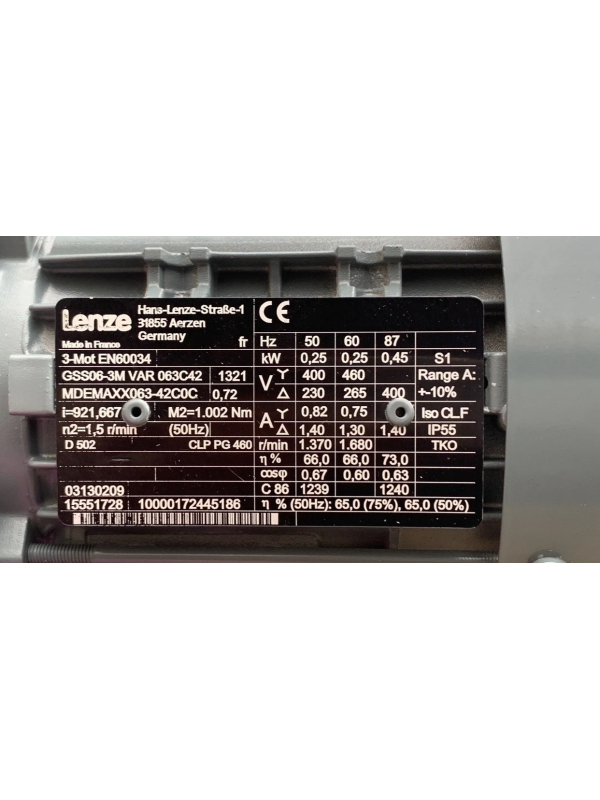 Lenze Hans-Lenze-Straße-1
31855 Aerzen
Germany
Made in France fr
CE
Hz 50 60 87
3-Mot EN60034 kW 0,25 0,25 0,45 S1
GSS06-3M VAR 063C42 1321 V Y 400 460 Range A:
MDEMAXX063-42C0C 0,72 Δ 230 265 400 +-10%
i=921,667 M2=1.002 Nm A Y 0,82 0,75 Iso CLF
n2=1,5 r/min (50Hz) Δ 1,40 1,30 1,40 IP55
D 502 CLP PG 460 r/min 1.370 1.680 TKO
η % 66,0 66,0 73,0
cosφ 0,67 0,60 0,63
03130209 C 86 1239 1240
15551728 10000172445186 η % (50Hz): 65,0 (75%), 65,0 (50%)